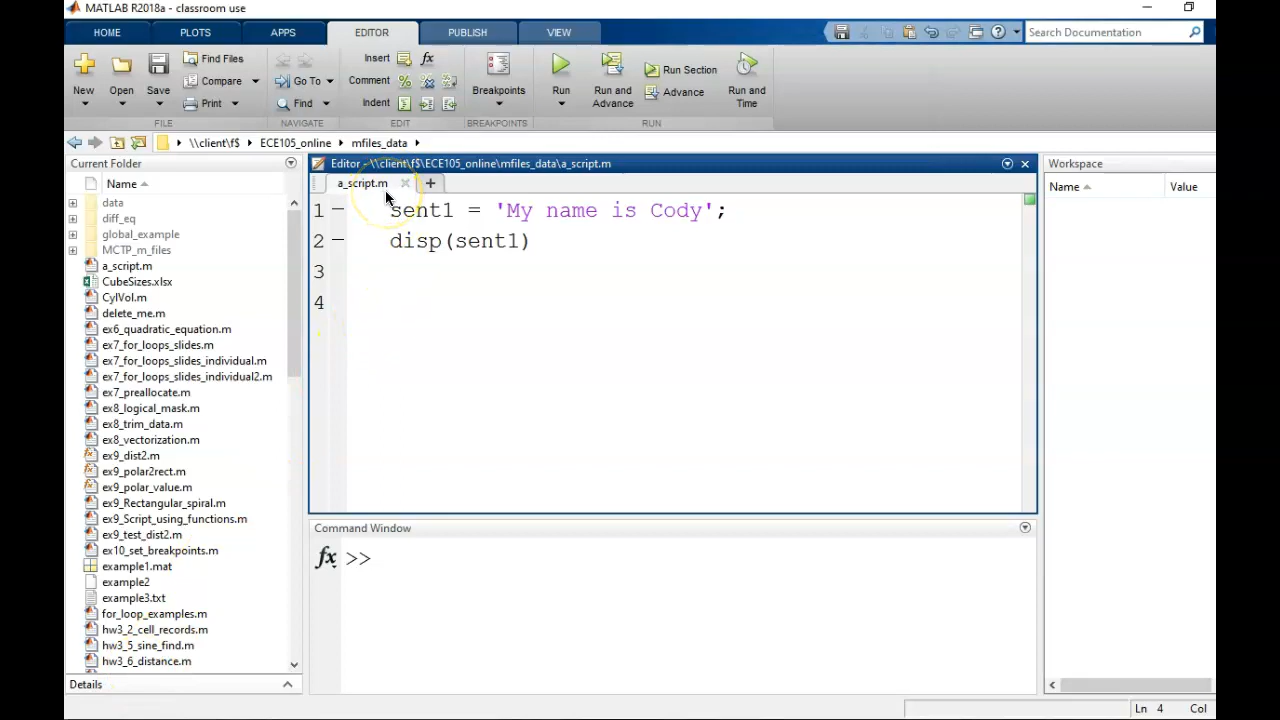 MATLAB R2018a - classroom use
HOME PLOTS APPS EDITOR PUBLISH VIEW Search Documentation
New Open Save Find Files Compare Print
Go To Find
Insert fx
Comment
Indent
Breakpoints
Run Run and Advance Run Section Advance Run and Time
FILE NAVIGATE EDIT BREAKPOINTS RUN
\\client\f$ ECE105_online mfiles_data
Current Folder
Name
data
diff_eq
global_example
MCTP_m_files
a_script.m
CubeSizes.xlsx
CylVol.m
delete_me.m
ex6_quadratic_equation.m
ex7_for_loops_slides.m
ex7_for_loops_slides_individual.m
ex7_for_loops_slides_individual2.m
ex7_preallocate.m
ex8_logical_mask.m
ex8_trim_data.m
ex8_vectorization.m
ex9_dist2.m
ex9_polar2rect.m
ex9_polar_value.m
ex9_Rectangular_spiral.m
ex9_Script_using_functions.m
ex9_test_dist2.m
ex10_set_breakpoints.m
example1.mat
example2
example3.txt
for_loop_examples.m
hw3_2_cell_records.m
hw3_5_sine_find.m
hw3_6_distance.m
Details
Editor - \\client\f$\ECE105_online\mfiles_data\a_script.m
a_script.m
1 sent1 = 'My name is Cody';
2 disp(sent1)
3
4
Command Window
fx >>
Workspace
Name Value
Ln 4 Col